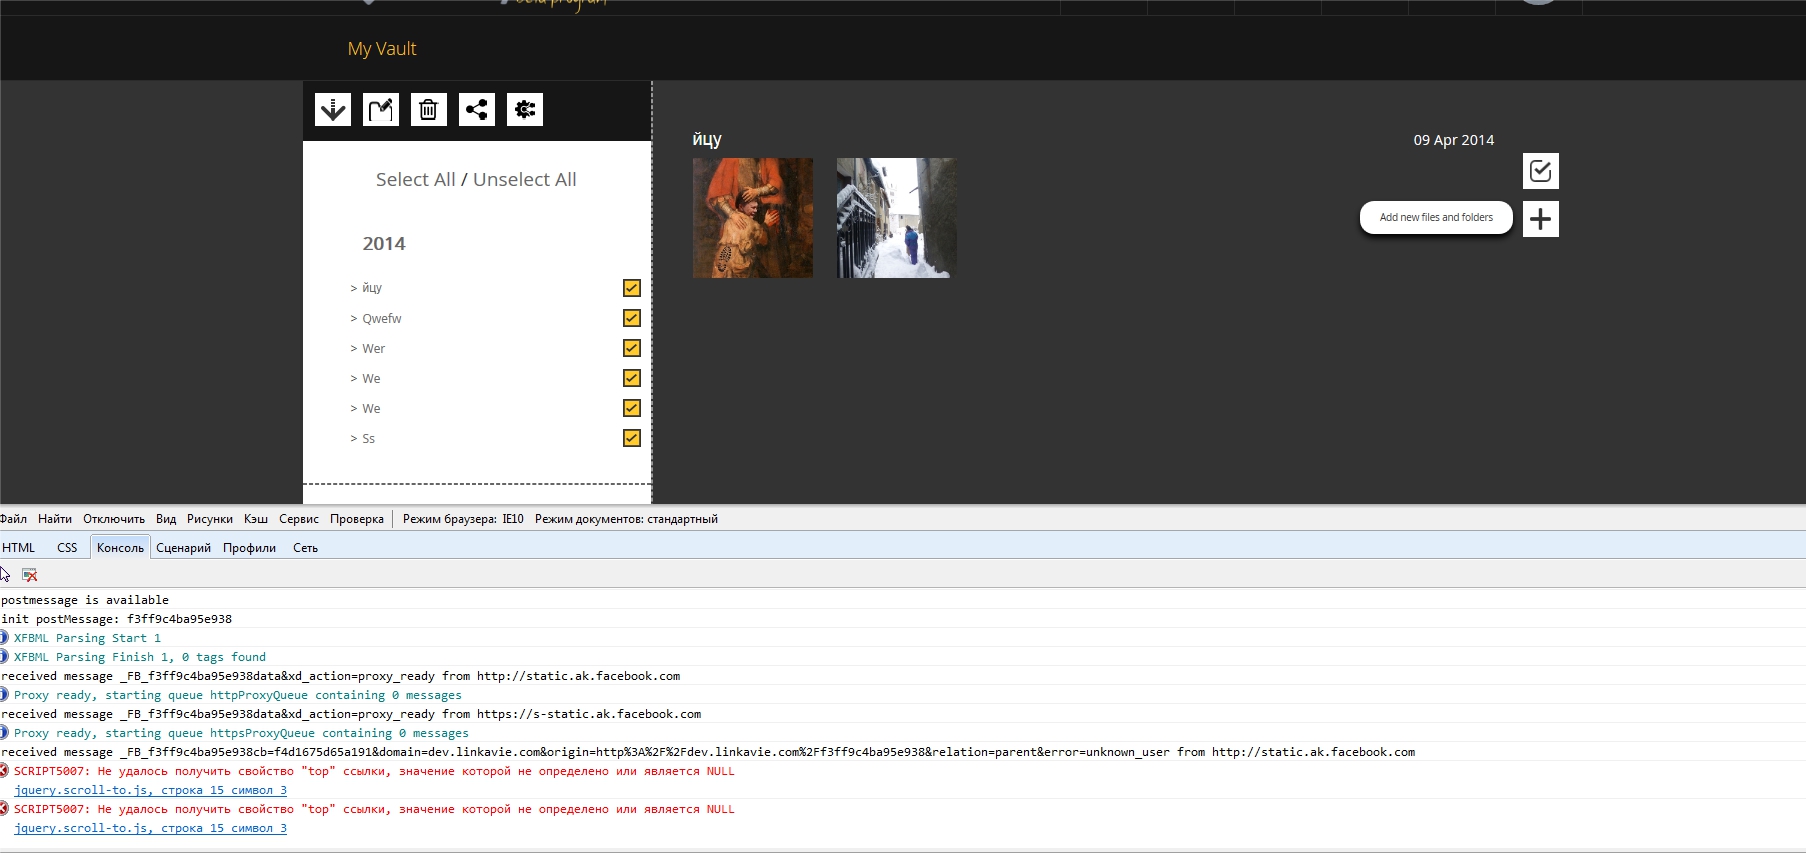 beta program
My Vault
Select All / Unselect All
2014
> йцу
> Qwefw
> Wer
> We
> We
> Ss
йцу
09 Apr 2014
Add new files and folders
Файл Найти Отключить Вид Рисунки Кэш Сервис Проверка Режим браузера: IE10 Режим документов: стандартный
HTML CSS Консоль Сценарий Профили Сеть
postmessage is available
init postMessage: f3ff9c4ba95e938
XFBML Parsing Start 1
XFBML Parsing Finish 1, 0 tags found
received message _FB_f3ff9c4ba95e938data&xd_action=proxy_ready from http://static.ak.facebook.com
Proxy ready, starting queue httpProxyQueue containing 0 messages
received message _FB_f3ff9c4ba95e938data&xd_action=proxy_ready from https://s-static.ak.facebook.com
Proxy ready, starting queue httpsProxyQueue containing 0 messages
received message _FB_f3ff9c4ba95e938cb=f4d1675d65a191&domain=dev.linkavie.com&origin=http%3A%2F%2Fdev.linkavie.com%2Ff3ff9c4ba95e938&relation=parent&error=unknown_user from http://static.ak.facebook.com
SCRIPT5007: Не удалось получить свойство "top" ссылки, значение которой не определено или является NULL
jquery.scroll-to.js, строка 15 символ 3
SCRIPT5007: Не удалось получить свойство "top" ссылки, значение которой не определено или является NULL
jquery.scroll-to.js, строка 15 символ 3